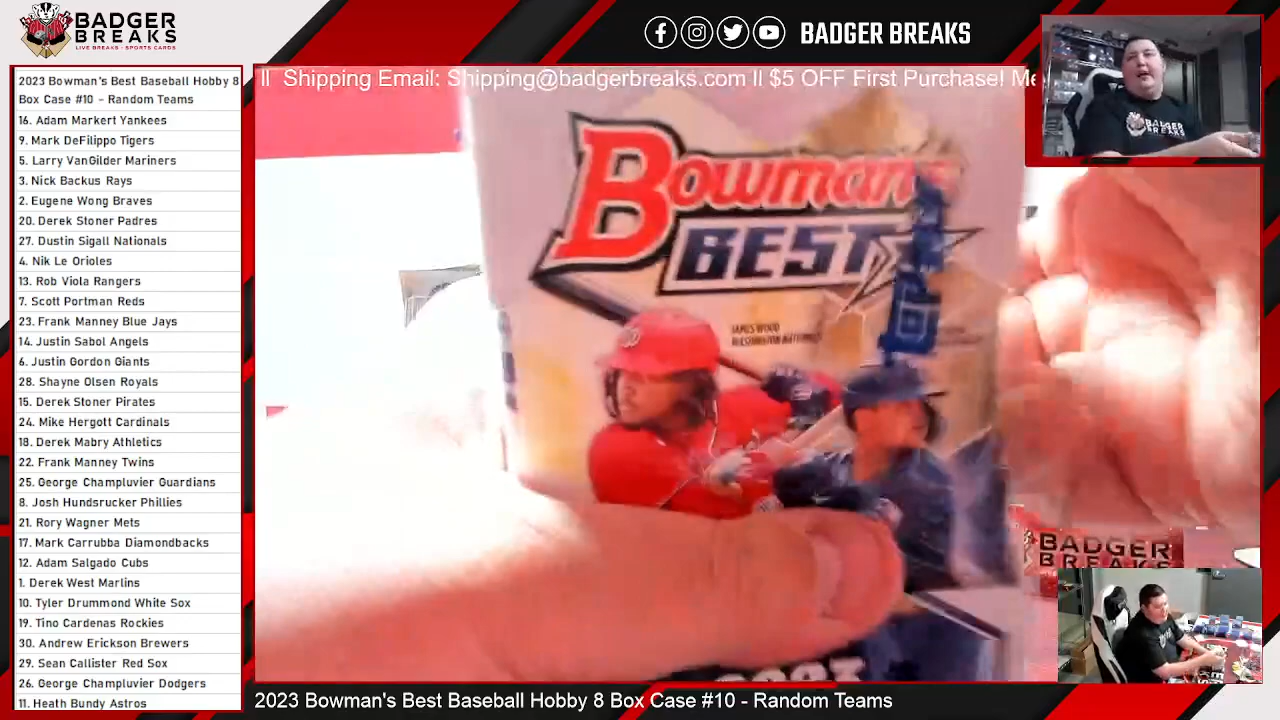 BADGER
BREAKS
LIVE BREAKS - SPORTS CARDS
BADGER BREAKS
ll Shipping Email: Shipping@badgerbreaks.com ll $5 OFF First Purchase! Me
2023 Bowman's Best Baseball Hobby 8
Box Case #10 - Random Teams
16. Adam Markert Yankees
9. Mark DeFilippo Tigers
5. Larry VanGilder Mariners
3. Nick Backus Rays
2. Eugene Wong Braves
20. Derek Stoner Padres
27. Dustin Sigall Nationals
4. Nik Le Orioles
13. Rob Viola Rangers
7. Scott Portman Reds
23. Frank Manney Blue Jays
14. Justin Sabol Angels
6. Justin Gordon Giants
28. Shayne Olsen Royals
15. Derek Stoner Pirates
24. Mike Hergott Cardinals
18. Derek Mabry Athletics
22. Frank Manney Twins
25. George Champluvier Guardians
8. Josh Hundsrucker Phillies
21. Rory Wagner Mets
17. Mark Carrubba Diamondbacks
12. Adam Salgado Cubs
1. Derek West Marlins
10. Tyler Drummond White Sox
19. Tino Cardenas Rockies
30. Andrew Erickson Brewers
29. Sean Callister Red Sox
26. George Champluvier Dodgers
11. Heath Bundy Astros
BOWMAN'S
BEST
JAMES WOOD
WASHINGTON NATIONALS
BADGER
BREAKS
BADGER
BREAKS
2023 Bowman's Best Baseball Hobby 8 Box Case #10 - Random Teams